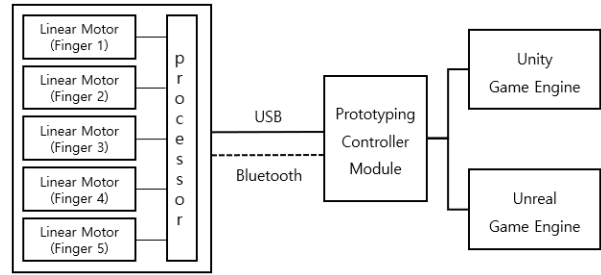 Linear Motor
(Finger 1)
Linear Motor
(Finger 2)
Linear Motor
(Finger 3)
Linear Motor
(Finger 4)
Linear Motor
(Finger 5)
processor
USB
Bluetooth
Prototyping
Controller
Module
Unity
Game Engine
Unreal
Game Engine